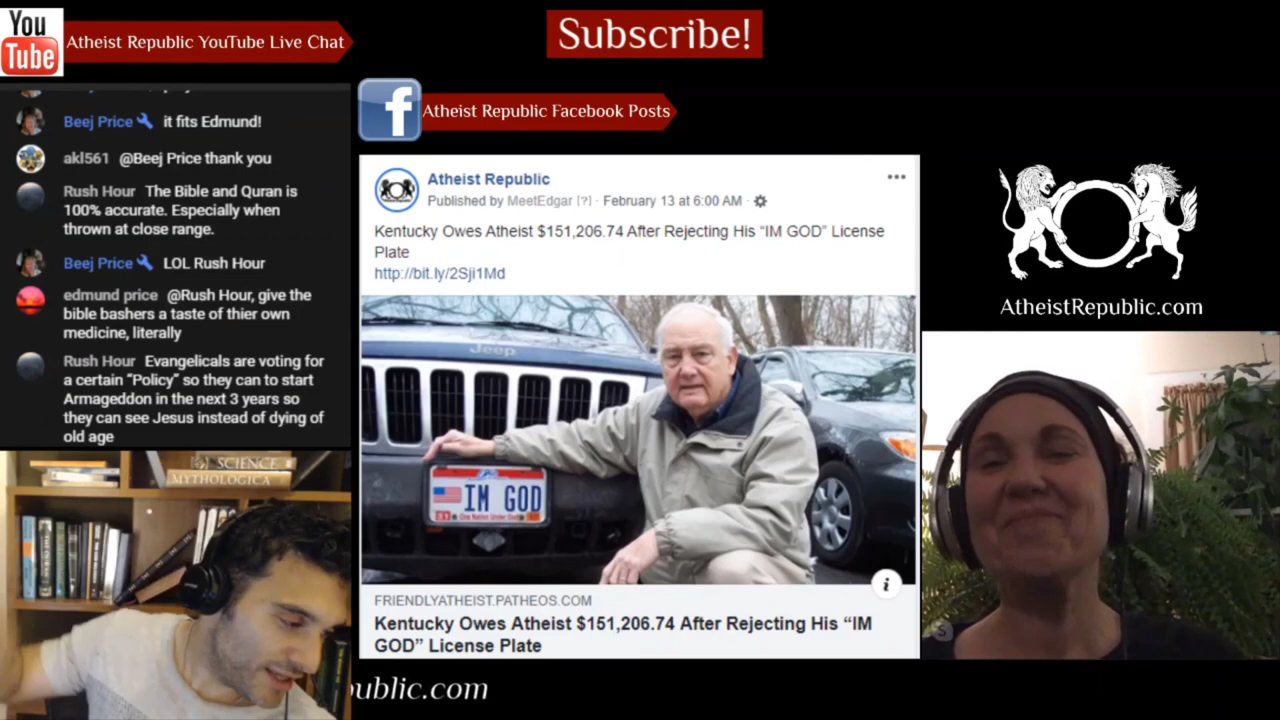 You
Tube
Atheist Republic YouTube Live Chat
Subscribe!
Beej Price it fits Edmund!
akl561 @Beej Price thank you
Rush Hour The Bible and Quran is
100% accurate. Especially when
thrown at close range.
Beej Price LOL Rush Hour
edmund price @Rush Hour, give the
bible bashers a taste of thier own
medicine, literally
Rush Hour Evangelicals are voting for
a certain "Policy" so they can to start
Armageddon in the next 3 years so
they can see Jesus instead of dying of
old age
SCIENCE
MYTHOLOGICA
f
Atheist Republic Facebook Posts
Atheist Republic
Published by MeetEdgar [?] · February 13 at 6:00 AM ·
Kentucky Owes Atheist $151,206.74 After Rejecting His “IM GOD” License
Plate
http://bit.ly/2Sji1Md
Jeep
IM GOD
One Nation Under God
i
FRIENDLYATHEIST.PATHEOS.COM
Kentucky Owes Atheist $151,206.74 After Rejecting His “IM
GOD” License Plate
AtheistRepublic.com
S
ublic.com